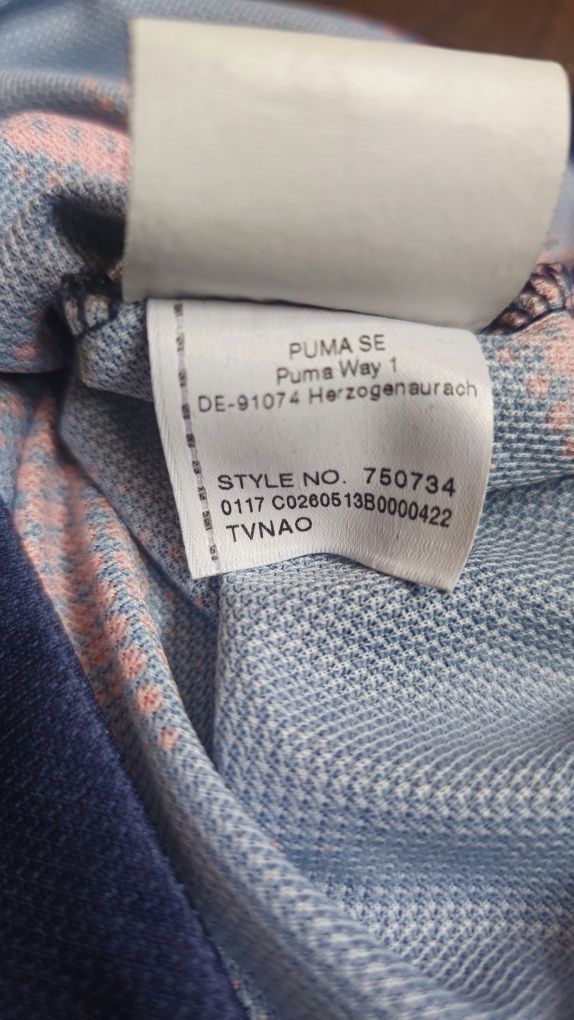 PUMA SE
Puma Way 1
DE-91074 Herzogenaurach
STYLE NO. 750734
0117 C0260513B0000422
TVNAO